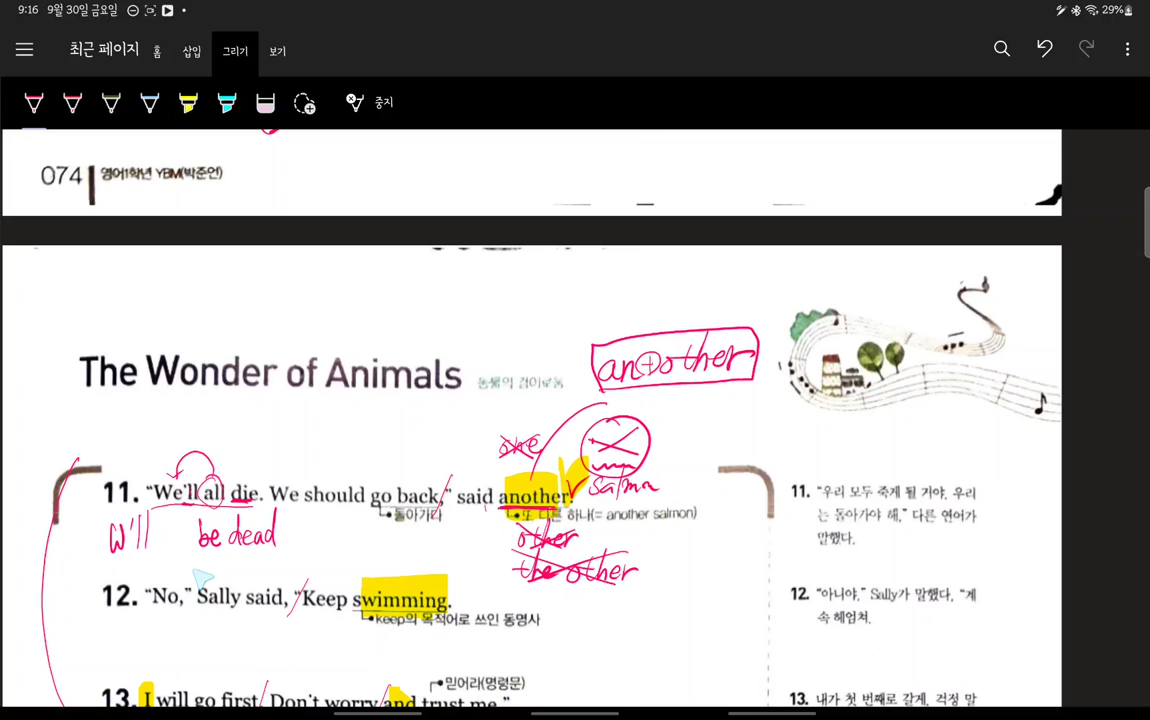 9:16 9월 30일 금요일 29%
최근 페이지 홈 삽입 그리기 보기
중지
074 영어1학년 YBM(박준언)
an+other
The Wonder of Animals 동물의 경이로움
one
11. “We'll all die. We should go back,” said another.
salmon
돌아가다
또 다른 하나(= another salmon)
will be dead
other
the other
12. “No,” Sally said, “Keep swimming.
keep의 목적어로 쓰인 동명사
믿어라(명령문)
13. I will go first. Don't worry and trust me.”
11. “우리 모두 죽게 될 거야. 우리
는 돌아가야 해,” 다른 연어가
말했다.
12. “아니야,” Sally가 말했다, “계
속 헤엄쳐.
13. 내가 첫 번째로 갈게, 걱정 말